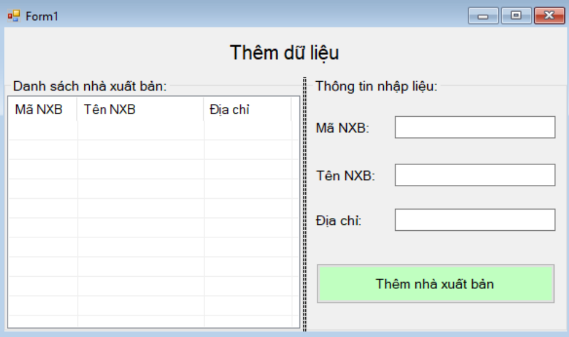 Form1
Thêm dữ liệu
Danh sách nhà xuất bản:
Mã NXB Tên NXB Địa chỉ
Thông tin nhập liệu:
Mã NXB:
Tên NXB:
Địa chỉ:
Thêm nhà xuất bản